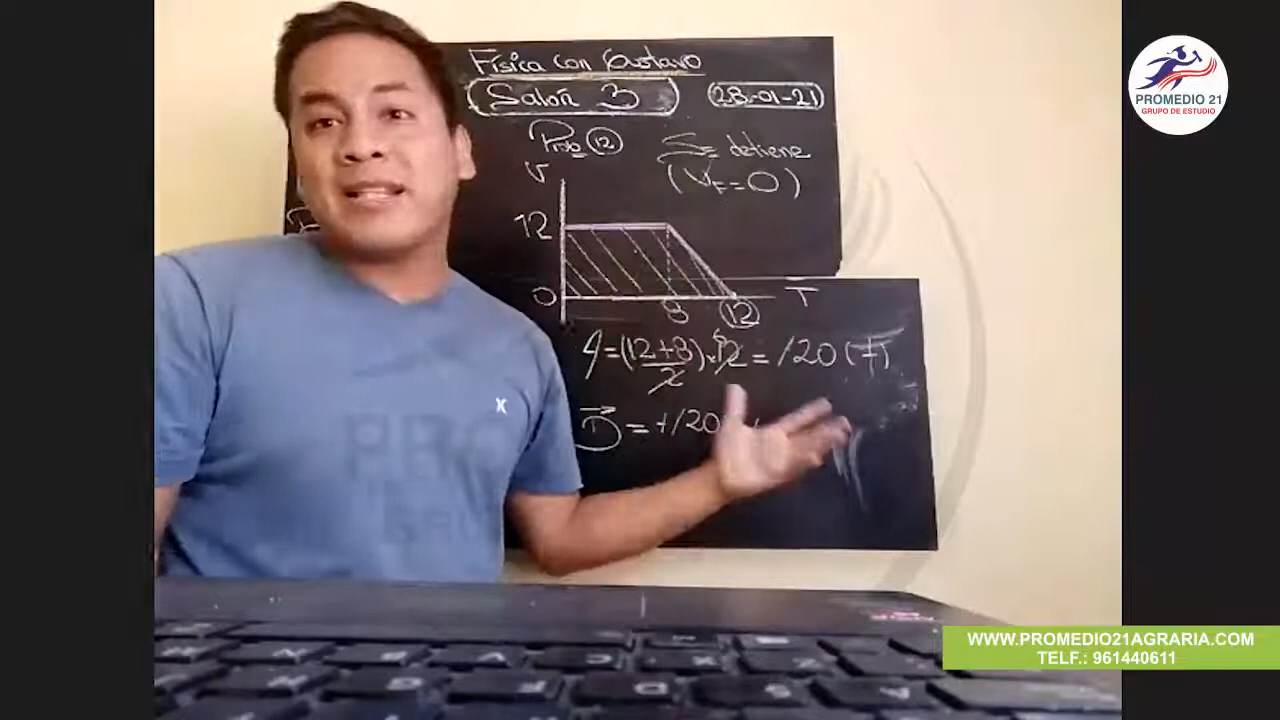 Física con Gustavo
Salón 3
(28-01-21)
Prob 12
Se detiene
(VF=0)
V
12
0
8
12
T
A=(12+8/2)×12=120(+)
D=+120
PROMEDIO 21
GRUPO DE ESTUDIO
WWW.PROMEDIO21AGRARIA.COM
TELF.: 961440611